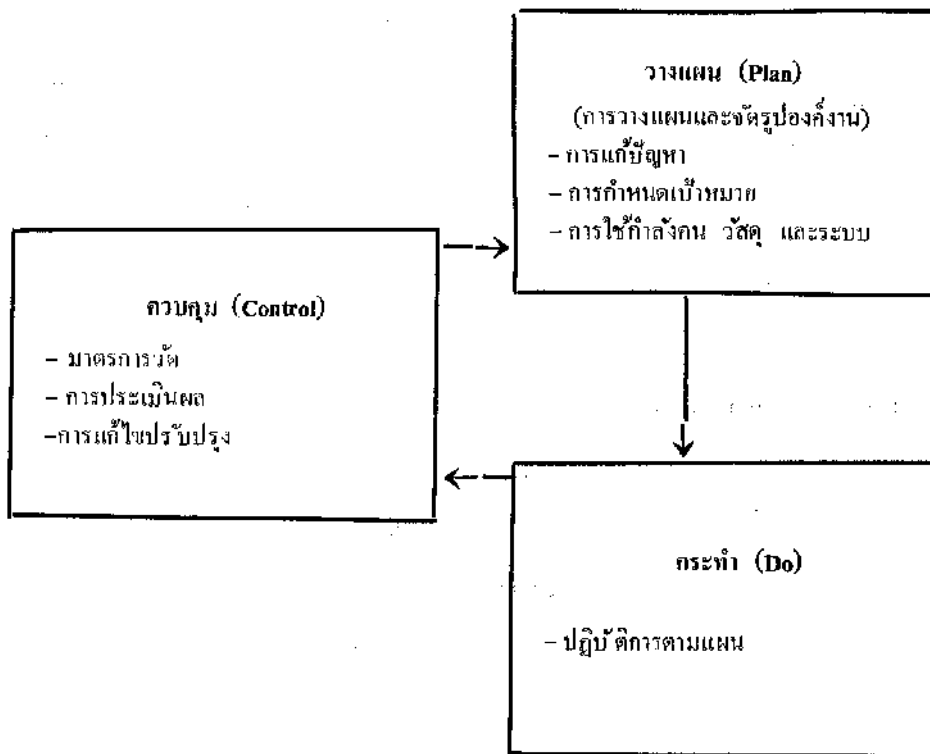 วางแผน (Plan)
(การวางแผนและจัดรูปองค์งาน)
– การแก้ปัญหา
– การกำหนดเป้าหมาย
– การใช้กำลังคน วัสดุ และระบบ
ควบคุม (Control)
– มาตรการวัด
– การประเมินผล
–การแก้ไขปรับปรุง
กระทำ (Do)
– ปฏิบัติการตามแผน